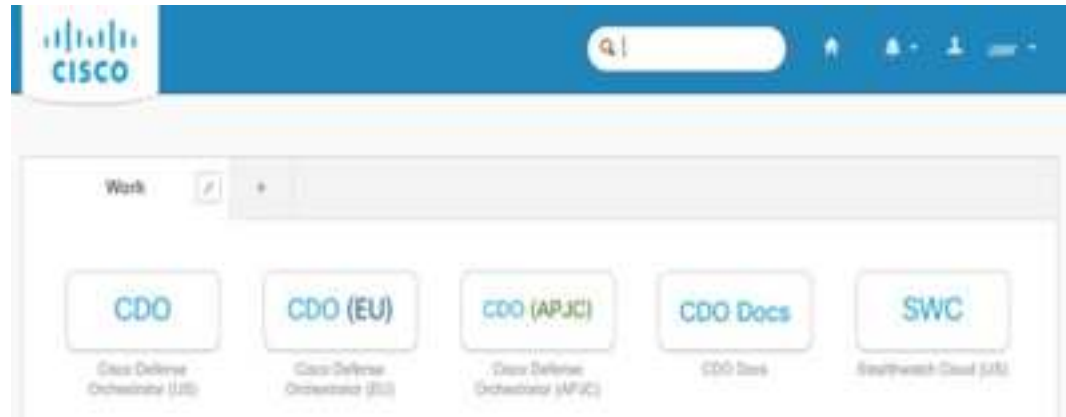 CISCO
Work
+
CDO
CDO (EU)
CDO (APJC)
CDO Docs
SWC
Cisco Defense
Orchestrator (US)
Cisco Defense
Orchestrator (EU)
Cisco Defense
Orchestrator (APJC)
CDO Docs
Stealthwatch Cloud (US)